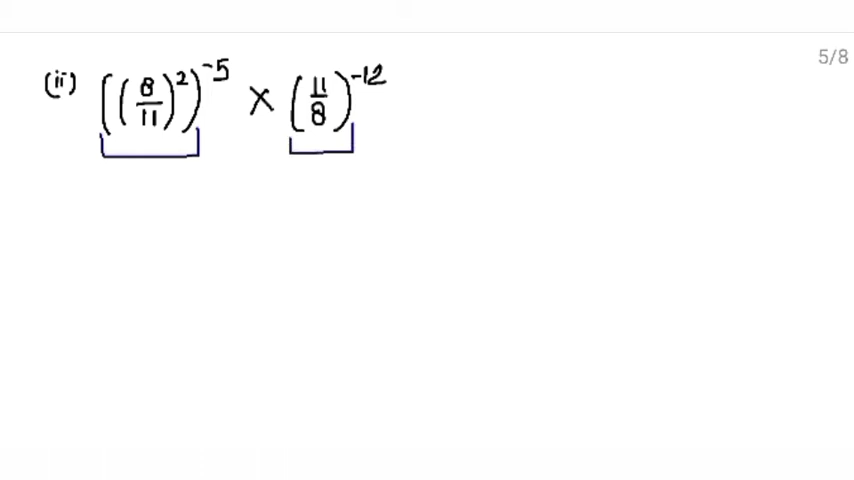 5/8
(ii) ((8/11)²)⁻⁵ × (11/8)⁻¹²